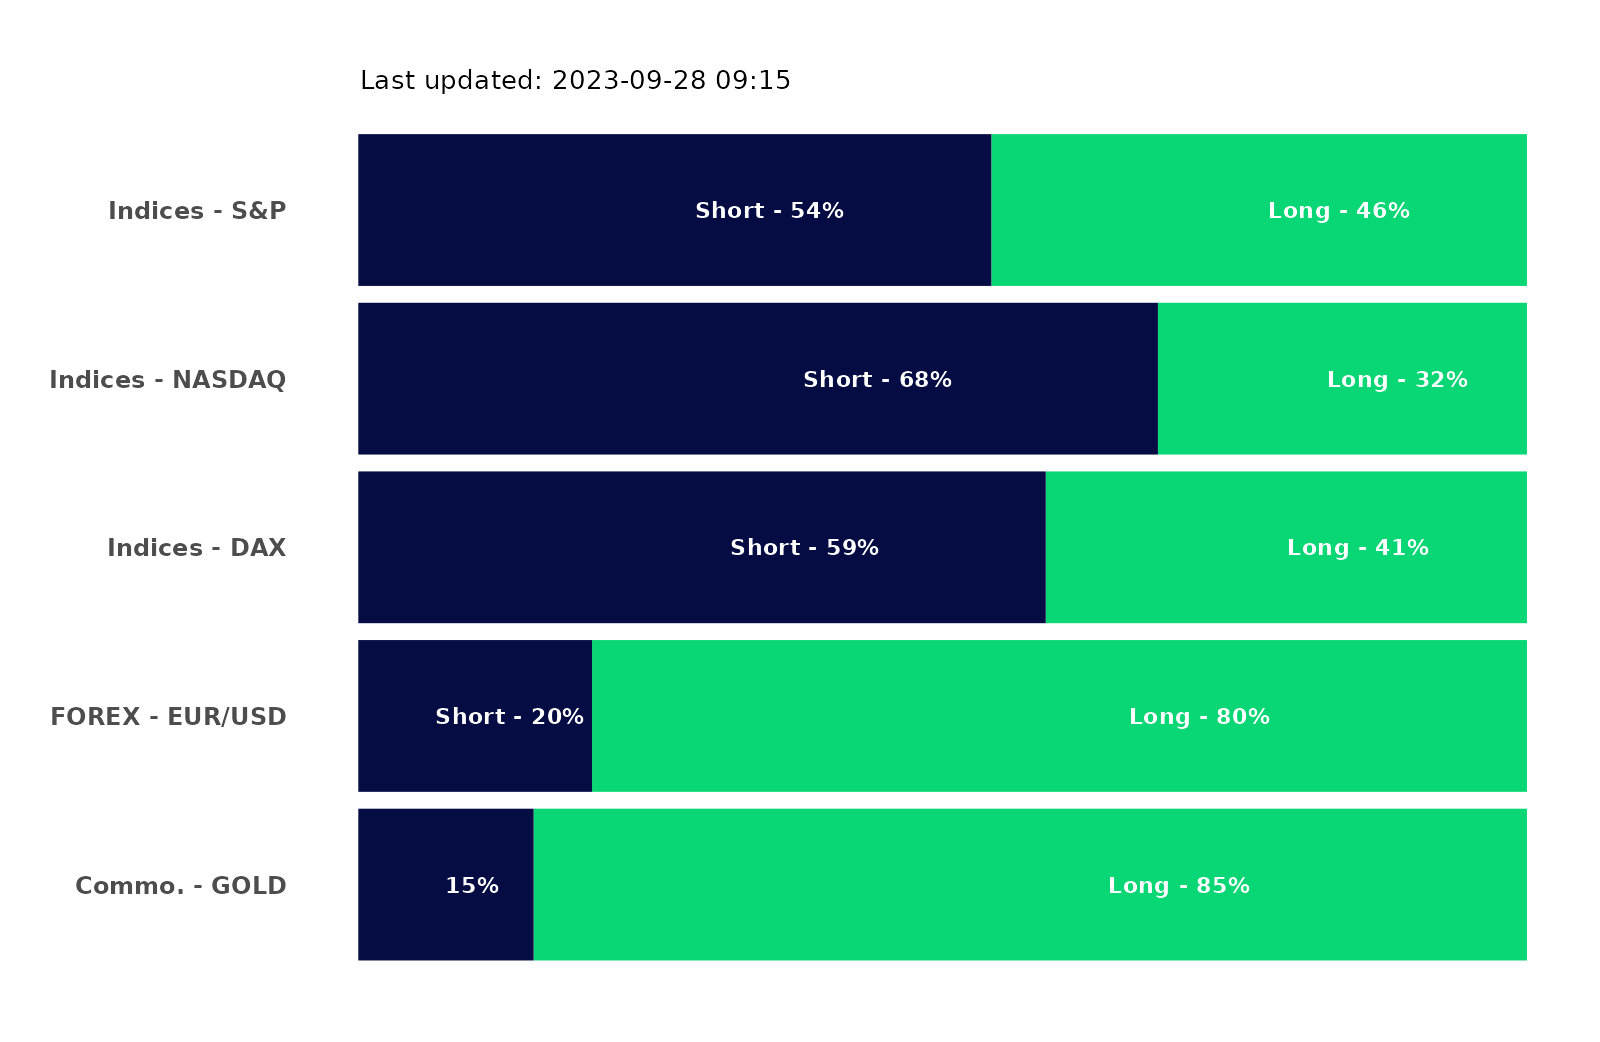 Last updated: 2023-09-28 09:15
Indices - S&P Short - 54% Long - 46%
Indices - NASDAQ Short - 68% Long - 32%
Indices - DAX Short - 59% Long - 41%
FOREX - EUR/USD Short - 20% Long - 80%
Commo. - GOLD 15% Long - 85%